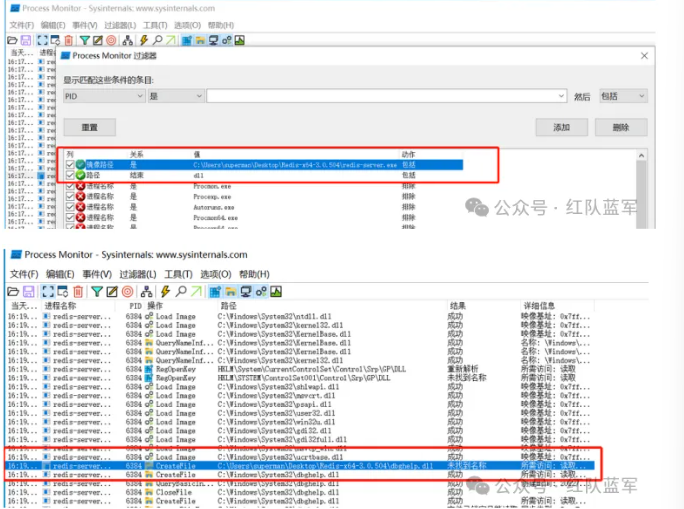 Process Monitor - Sysinternals: www.sysinternals.com
文件(F) 编辑(E) 事件(V) 过滤器(L) 工具(T) 选项(O) 帮助(H)
当天... 进程名
16:17...
Process Monitor 过滤器
显示匹配这些条件的条目:
PID 是 然后 包括
重置 添加 删除
列 关系 值 动作
镜像路径 是 C:\Users\superman\Desktop\Redis-x64-3.0.504\redis-server.exe 包括
路径 结束 dll 包括
进程名称 是 Procmon.exe 排除
进程名称 是 Procexp.exe 排除
进程名称 是 Autoruns.exe 排除
进程名称 是 Procmon64.exe 排除
公众号 · 红队蓝军
Process Monitor - Sysinternals: www.sysinternals.com
文件(F) 编辑(E) 事件(V) 过滤器(L) 工具(T) 选项(O) 帮助(H)
当天... 进程名称 PID 操作 路径 结果 详细信息
16:19... redis-server... 6384 Load Image C:\Windows\System32\ntdll.dll 成功 映像基址: 0x7ff...
16:19... redis-server... 6384 Load Image C:\Windows\System32\kernel32.dll 成功 映像基址: 0x7ff...
16:19... redis-server... 6384 Load Image C:\Windows\System32\KernelBase.dll 成功 映像基址: 0x7ff...
16:19... redis-server... 6384 QueryNameInf... C:\Windows\System32\KernelBase.dll 成功 名称: \Windows\...
16:19... redis-server... 6384 QueryNameInf... C:\Windows\System32\KernelBase.dll 成功 名称: \Windows\...
16:19... redis-server... 6384 QueryNameInf... C:\Windows\System32\kernel32.dll 成功 名称: \Windows\...
16:19... redis-server... 6384 RegOpenKey HKLM\System\CurrentControlSet\Control\Srp\GP\DLL 重新解析 所需访问: 读取
16:19... redis-server... 6384 RegOpenKey HKLM\SYSTEM\ControlSet001\Control\Srp\GP\DLL 未找到名称 所需访问: 读取
16:19... redis-server... 6384 Load Image C:\Windows\System32\shlwapi.dll 成功 映像基址: 0x7ff...
16:19... redis-server... 6384 Load Image C:\Windows\System32\msvcrt.dll 成功 映像基址: 0x7ff...
16:19... redis-server... 6384 Load Image C:\Windows\System32\psapi.dll 成功 映像基址: 0x7ff...
16:19... redis-server... 6384 Load Image C:\Windows\System32\user32.dll 成功 映像基址: 0x7ff...
16:19... redis-server... 6384 Load Image C:\Windows\System32\win32u.dll 成功 映像基址: 0x7ff...
16:19... redis-server... 6384 Load Image C:\Windows\System32\gdi32.dll 成功 映像基址: 0x7ff...
16:19... redis-server... 6384 Load Image C:\Windows\System32\gdi32full.dll 成功 映像基址: 0x7ff...
16:19... redis-server... 6384 Load Image C:\Windows\System32\msvcp_win.dll 成功 映像基址: 0x7ff...
16:19... redis-server... 6384 Load Image C:\Windows\System32\ucrtbase.dll 成功 映像基址: 0x7ff...
16:19... redis-server... 6384 CreateFile C:\Users\superman\Desktop\Redis-x64-3.0.504\dbghelp.dll 未找到名称 所需访问: 读取...
16:19... redis-server... 6384 CreateFile C:\Windows\System32\dbghelp.dll 成功 所需访问: 读取...
16:19... redis-server... 6384 QueryBasicIn... C:\Windows\System32\dbghelp.dll 成功
16:19... redis-server... 6384 CloseFile C:\Windows\System32\dbghelp.dll 成功
16:19... redis-server... 6384 CreateFile C:\Windows\System32\dbghelp.dll 成功
公众号 · 红队蓝军